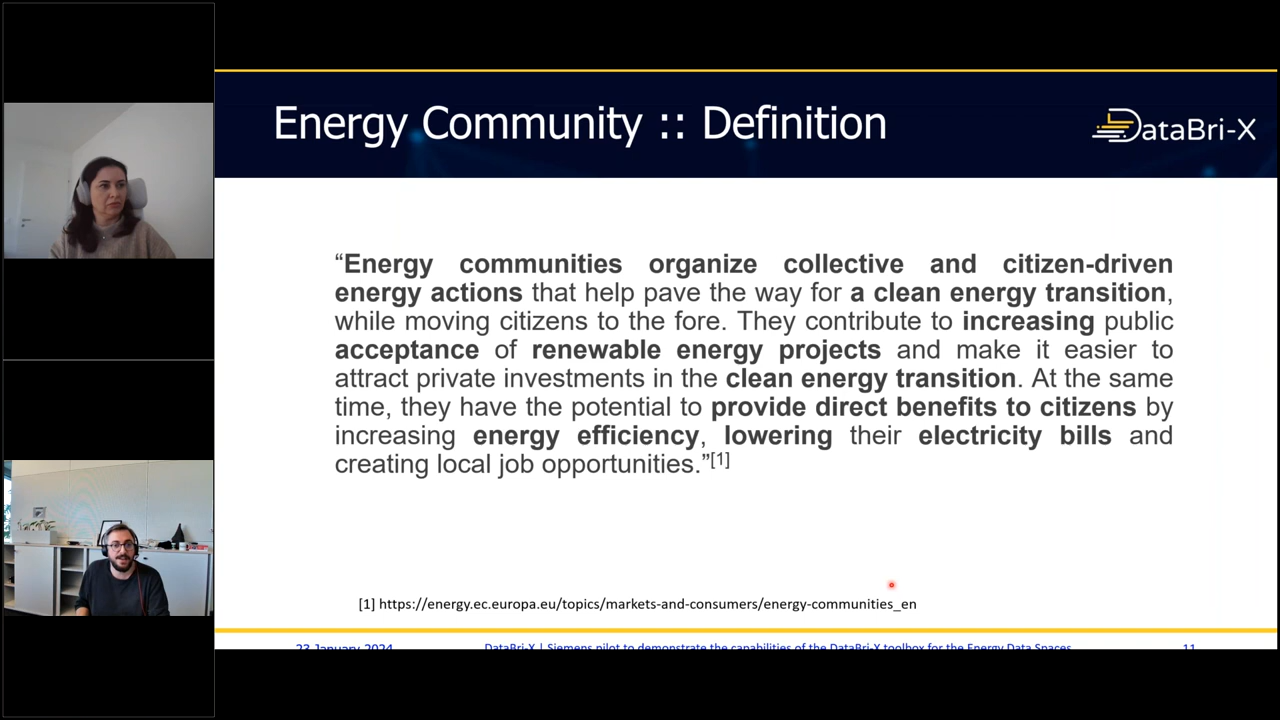 Energy Community :: Definition
DataBri-X
“Energy communities organize collective and citizen-driven
energy actions that help pave the way for a clean energy transition,
while moving citizens to the fore. They contribute to increasing public
acceptance of renewable energy projects and make it easier to
attract private investments in the clean energy transition. At the same
time, they have the potential to provide direct benefits to citizens by
increasing energy efficiency, lowering their electricity bills and
creating local job opportunities.”[1]
[1] https://energy.ec.europa.eu/topics/markets-and-consumers/energy-communities_en
23 January 2024
DataBri-X | Siemens pilot to demonstrate the capabilities of the DataBri-X toolbox for the Energy Data Spaces
11